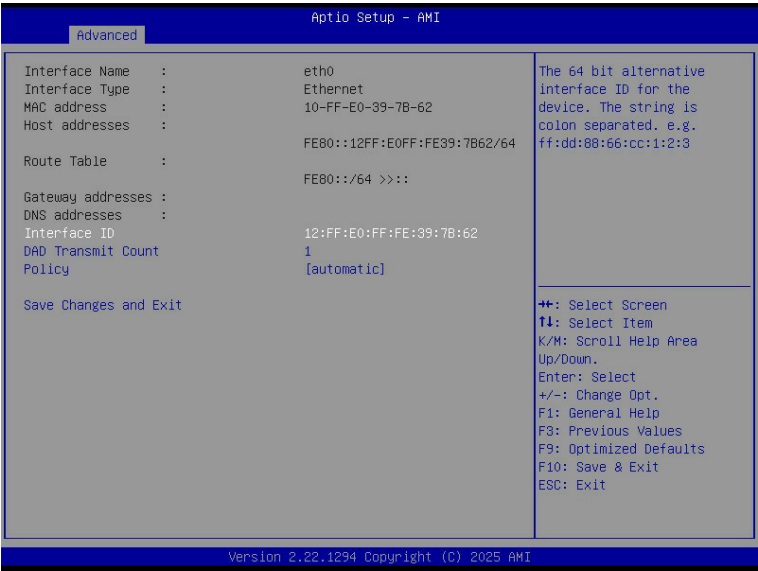 Aptio Setup – AMI
Advanced
Interface Name :
eth0
Interface Type :
Ethernet
MAC address :
10-FF-E0-39-7B-62
Host addresses :
FE80::12FF:E0FF:FE39:7B62/64
Route Table :
FE80::/64 >>::
Gateway addresses :
DNS addresses :
Interface ID
12:FF:E0:FF:FE:39:7B:62
DAD Transmit Count
1
Policy
[automatic]
Save Changes and Exit
The 64 bit alternative
interface ID for the
device. The string is
colon separated. e.g.
ff:dd:88:66:cc:1:2:3
→←: Select Screen
↑↓: Select Item
K/M: Scroll Help Area
Up/Down.
Enter: Select
+/-: Change Opt.
F1: General Help
F3: Previous Values
F9: Optimized Defaults
F10: Save & Exit
ESC: Exit
Version 2.22.1294 Copyright (C) 2025 AMI